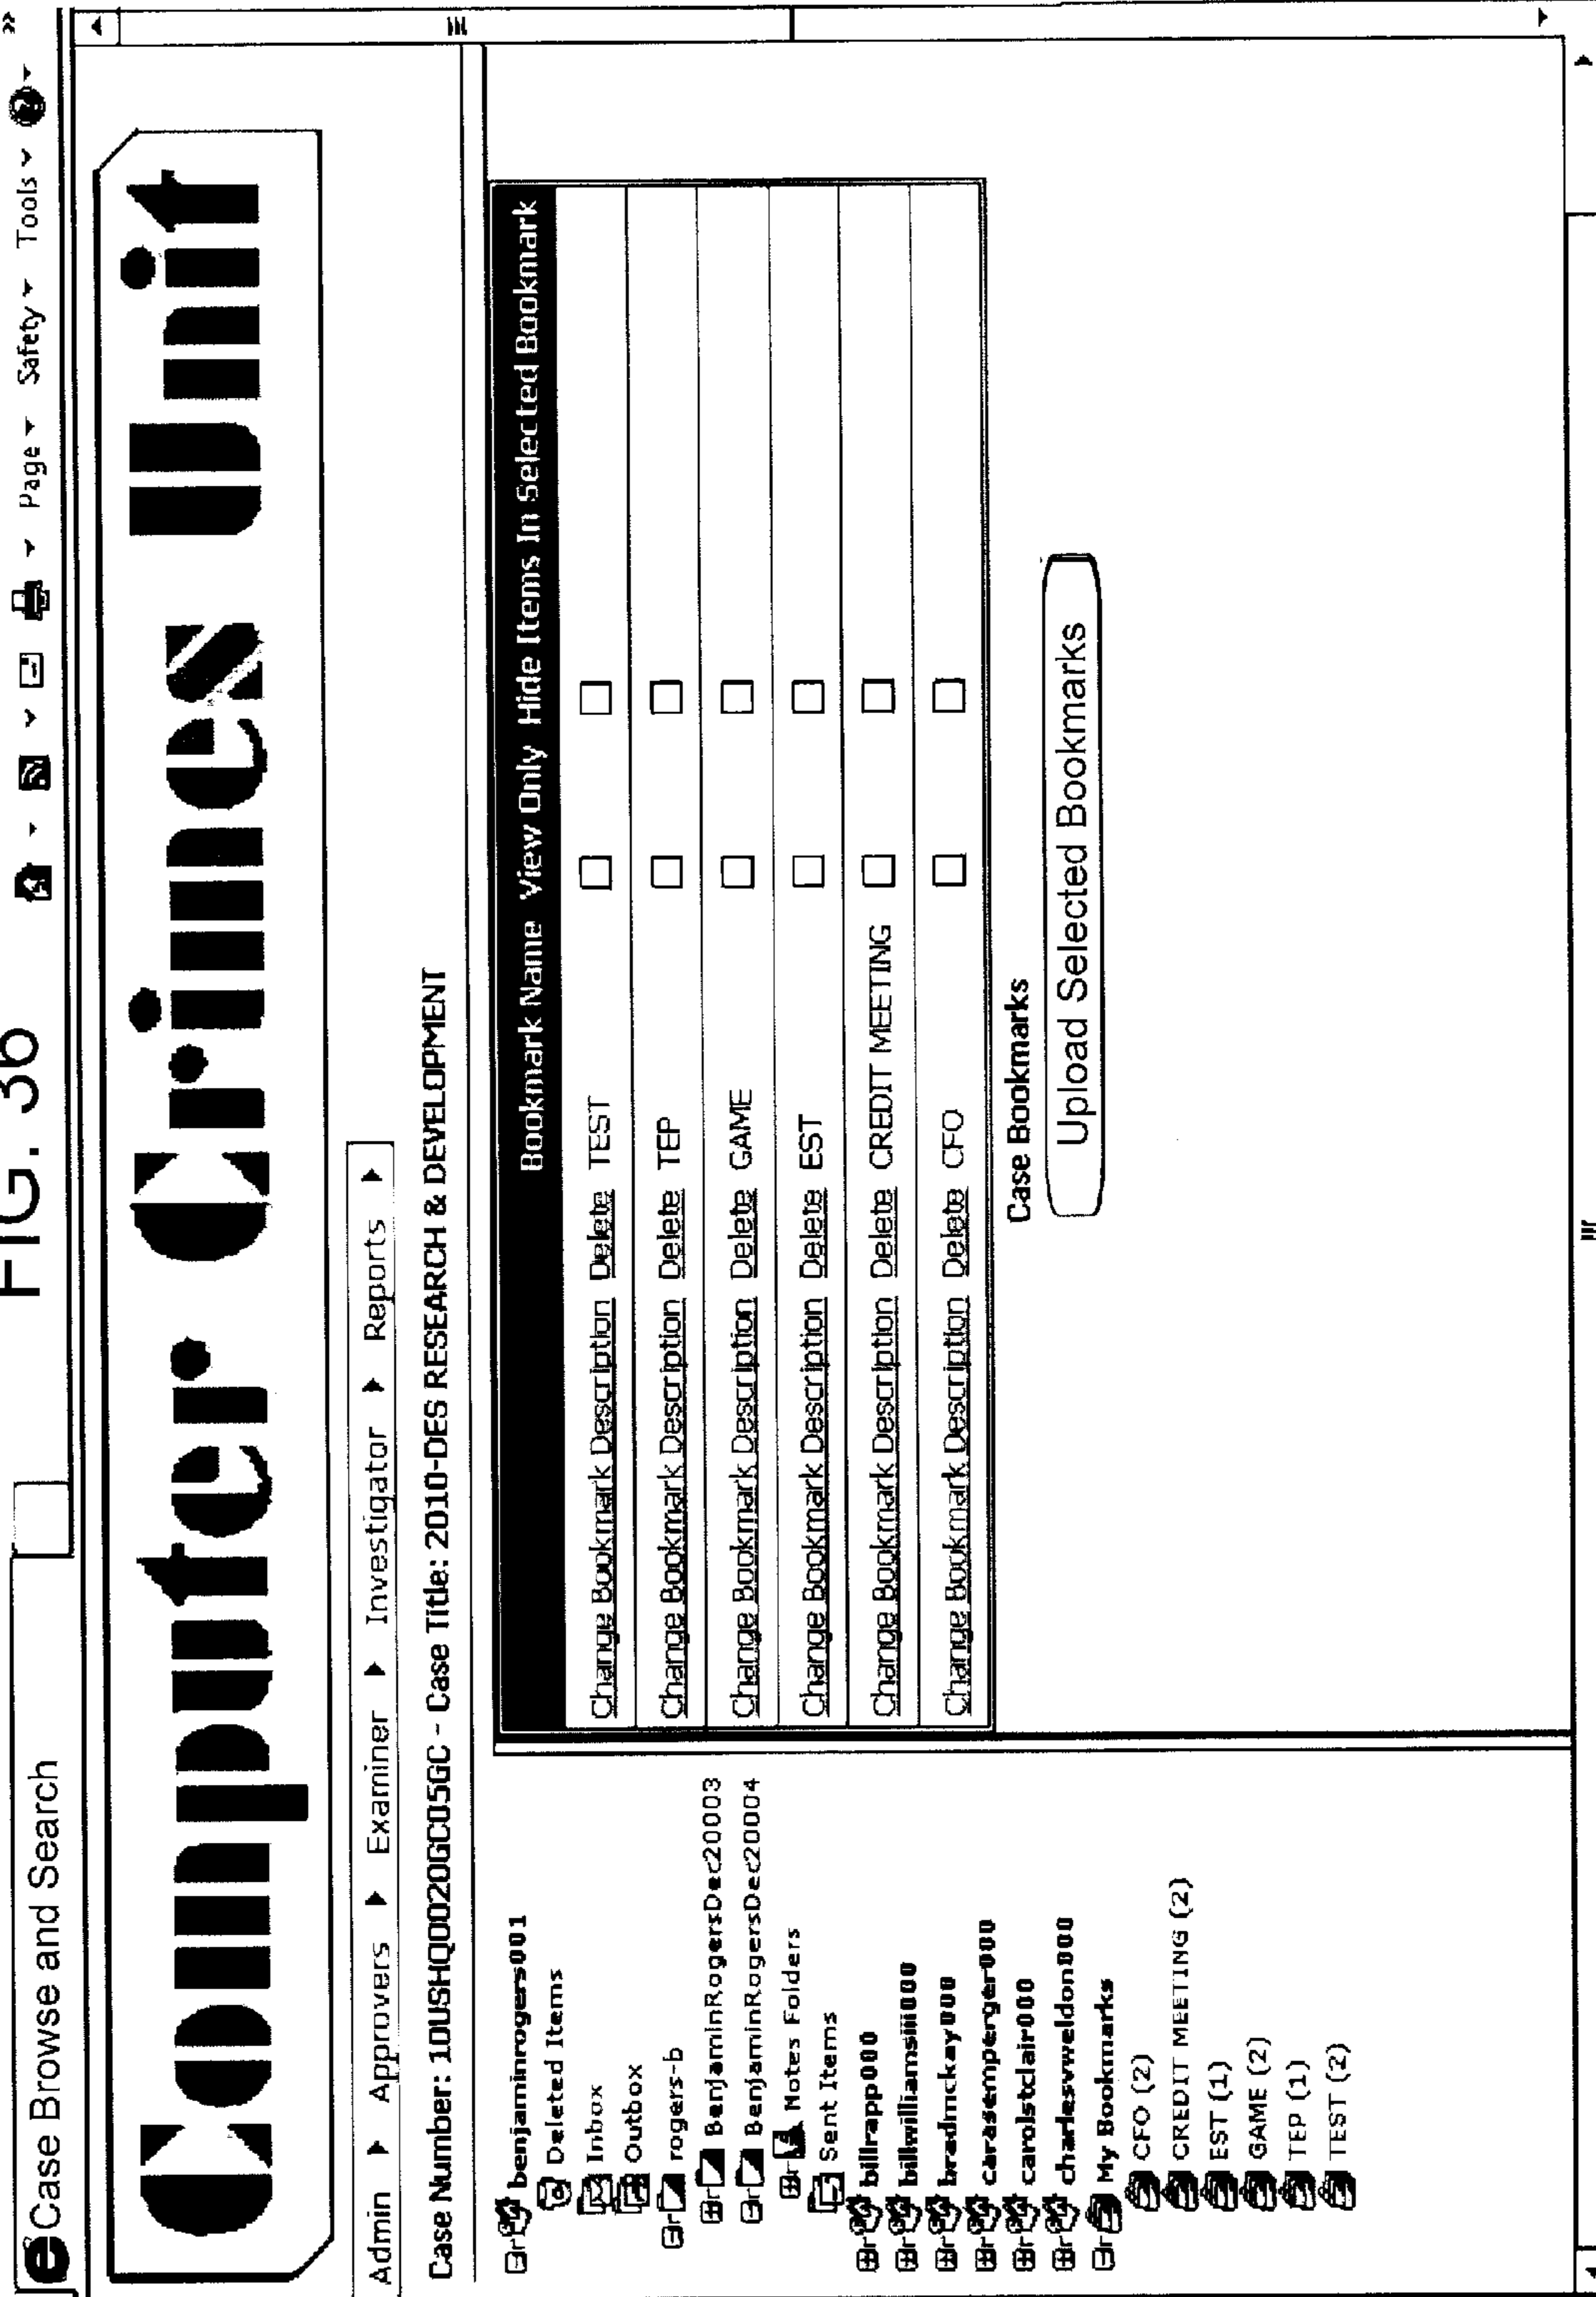 FIG. 3b
Case Browse and Search
Page Safety Tools
Computer Crimes Unit
Admin Approvers Examiner Investigator Reports
Case Number: 10USHQ0020GC05GC - Case Title: 2010-DES RESEARCH & DEVELOPMENT
benjaminrogers001
Deleted Items
Inbox
Outbox
rogers-b
BenjaminRogersDec20003
BenjaminRogersDec20004
Notes Folders
Sent Items
billrapp000
billwilliamsiii000
bradmckay000
carasemperger000
carolstclair000
charlesvweldon000
My Bookmarks
CFO (2)
CREDIT MEETING (2)
EST (1)
GAME (2)
TEP (1)
TEST (2)
Bookmark Name View Only Hide Items In Selected Bookmark
Change Bookmark Description Delete TEST
Change Bookmark Description Delete TEP
Change Bookmark Description Delete GAME
Change Bookmark Description Delete EST
Change Bookmark Description Delete CREDIT MEETING
Change Bookmark Description Delete CFO
Case Bookmarks
Upload Selected Bookmarks